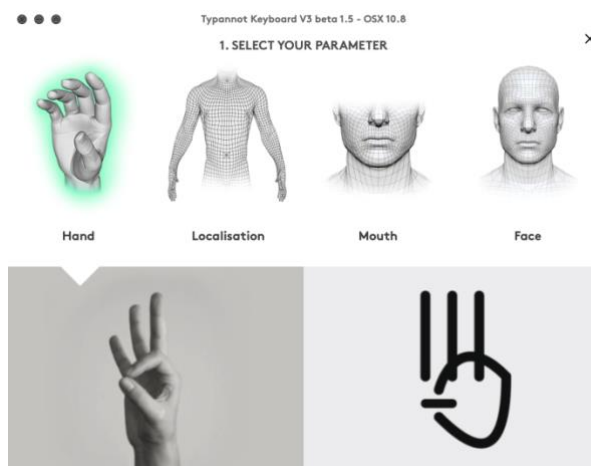 Typannot Keyboard V3 beta 1.5 - OSX 10.8
1. SELECT YOUR PARAMETER
Hand
Localisation
Mouth
Face